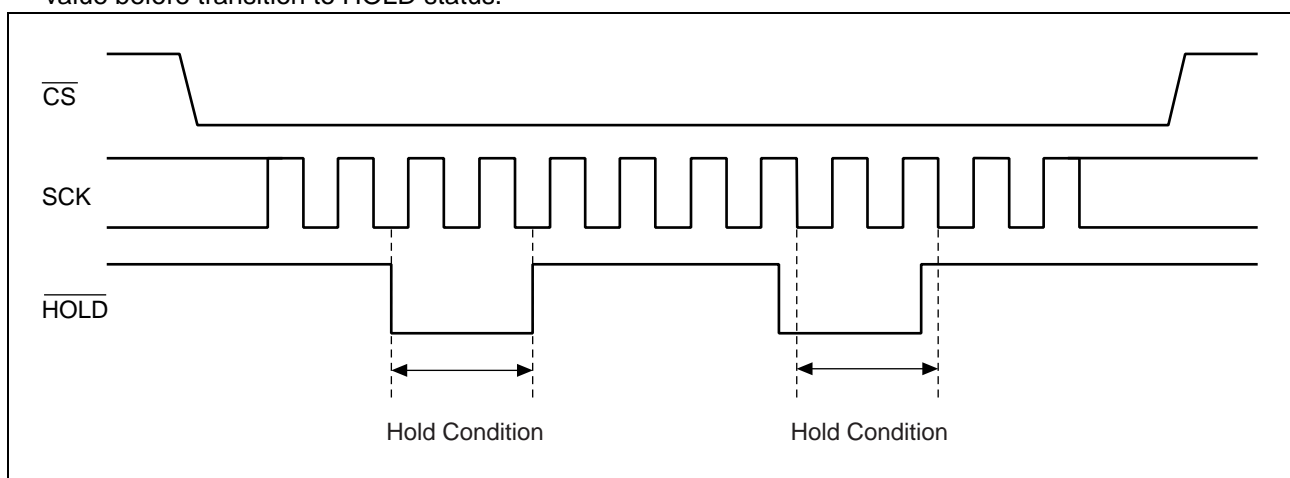 value before transition to HOLD status.
CS
SCK
HOLD
Hold Condition
Hold Condition